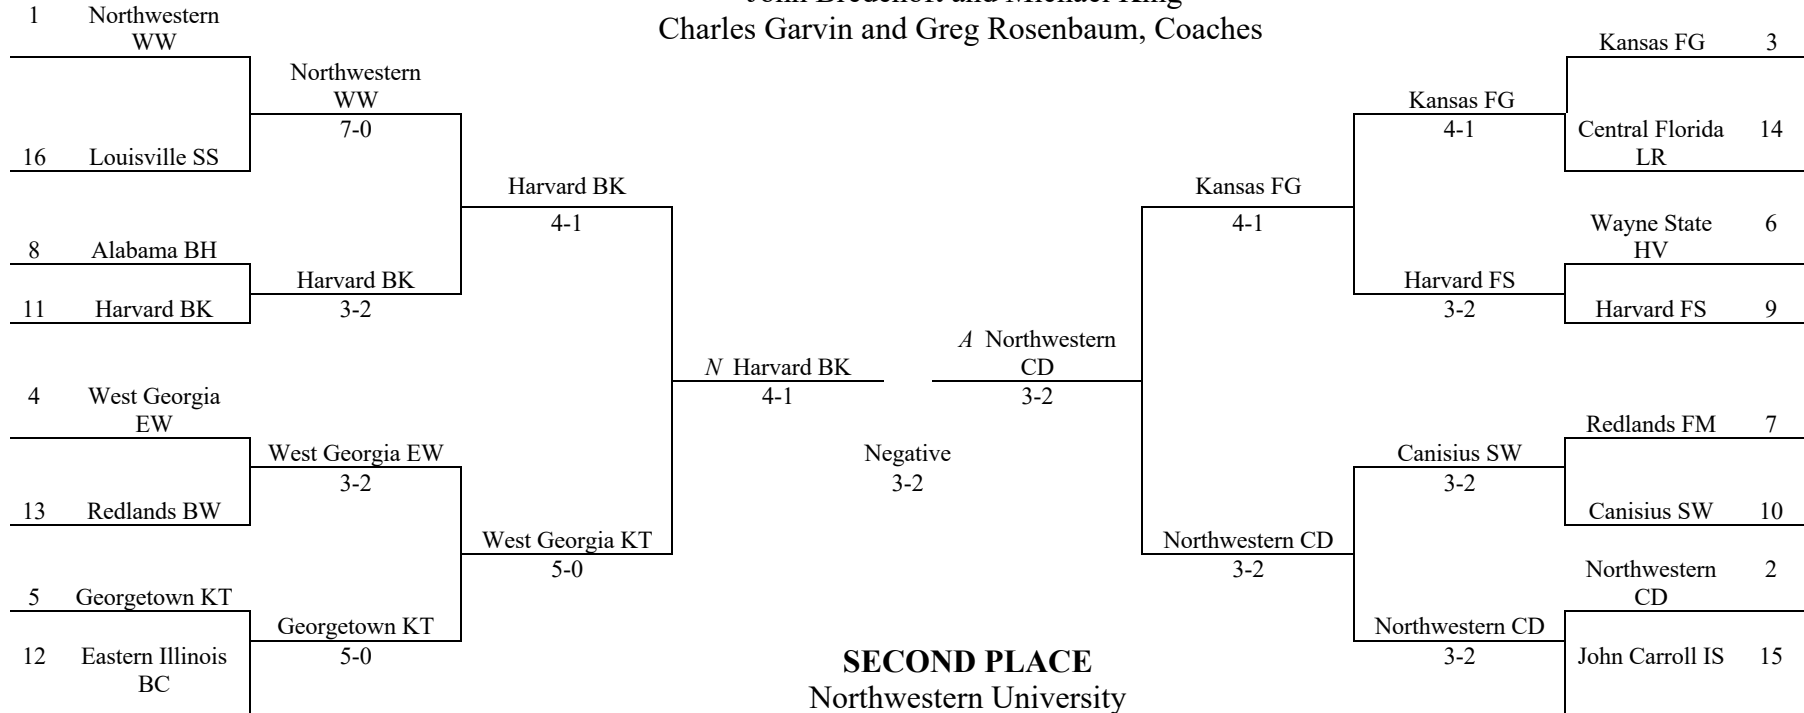 John Bredehoft and Michael King
Charles Garvin and Greg Rosenbaum, Coaches
1 Northwestern
WW
16 Louisville SS
8 Alabama BH
11 Harvard BK
4 West Georgia
EW
13 Redlands BW
5 Georgetown KT
12 Eastern Illinois
BC
Northwestern
WW
7-0
Harvard BK
3-2
West Georgia EW
3-2
Georgetown KT
5-0
Harvard BK
4-1
West Georgia KT
5-0
N Harvard BK
4-1
A Northwestern
CD
3-2
Negative
3-2
Kansas FG
4-1
Northwestern CD
3-2
Kansas FG
4-1
Harvard FS
3-2
Canisius SW
3-2
Northwestern CD
3-2
Kansas FG 3
Central Florida 14
LR
Wayne State 6
HV
Harvard FS 9
Redlands FM 7
Canisius SW 10
Northwestern 2
CD
John Carroll IS 15
SECOND PLACE
Northwestern University